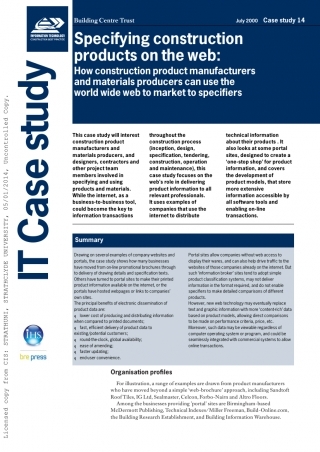 INFORMATION TECHNOLOGY
CONSTRUCTION BEST PRACTICE
Building Centre Trust
July 2000 Case study 14
Specifying construction
products on the web:
How construction product manufacturers
and materials producers can use the
world wide web to market to specifiers
IT Case study
Licensed copy from CIS: STRATHUNI, STRATHCLYDE UNIVERSITY, 05/01/2014, Uncontrolled Copy.
This case study will interest
construction product
manufacturers and
materials producers, and
designers, contractors and
other project team
members involved in
specifying and using
products and materials.
While the internet, as a
business-to-business tool,
could become the key to
information transactions
throughout the
construction process
(inception, design,
specification, tendering,
construction, operation
and maintenance), this
case study focuses on the
web's role in delivering
product information to all
relevant professionals.
It uses examples of
companies that use the
internet to distribute
technical information
about their products . It
also looks at some portal
sites, designed to create a
'one-stop shop' for product
information, and covers
the development of
product models, that store
more extensive
information accessible by
all software tools and
enabling on-line
transactions.
Summary
Drawing on several examples of company websites and
portals, the case study shows how many businesses
have moved from on-line promotional brochures through
to delivery of drawing details and specification texts.
Others have turned to portal sites to make their printed
product information available on the internet, or the
portals have hosted webpages or links to companies'
own sites.
The principal benefits of electronic dissemination of
product data are:
lower cost of producing and distributing information
when compared to printed documents;
fast, efficient delivery of product data to
existing/potential customers;
round the clock, global availability;
ease of amending;
faster updating;
end user convenience.
Portal sites allow companies without web access to
display their wares, and can also help drive traffic to the
websites of those companies already on the internet. But
such 'information broker' sites tend to adopt simple
product classification systems, may not deliver
information in the format required, and do not enable
specifiers to make detailed comparisons of different
products.
However, new web technology may eventually replace
text and graphic information with more 'content-rich' data
based on product models, allowing direct comparisons
to be made on performance criteria, price, etc.
Moreover, such data may be viewable regardless of
computer operating system or program, and could be
seamlessly integrated with commercial systems to allow
online transactions.
IHS
bre press
Organisation profiles
For illustration, a range of examples are drawn from product manufacturers
who have moved beyond a simple 'web-brochure' approach, including Sandtoft
Roof Tiles, IG Ltd, Sealmaster, Celcon, Forbo-Nairn and Altro Floors.
Among the businesses providing 'portal' sites are Birmingham-based
McDermott Publishing, Technical Indexes/Miller Freeman, Build-Online.com,
the Building Research Establishment, and Building Information Warehouse.